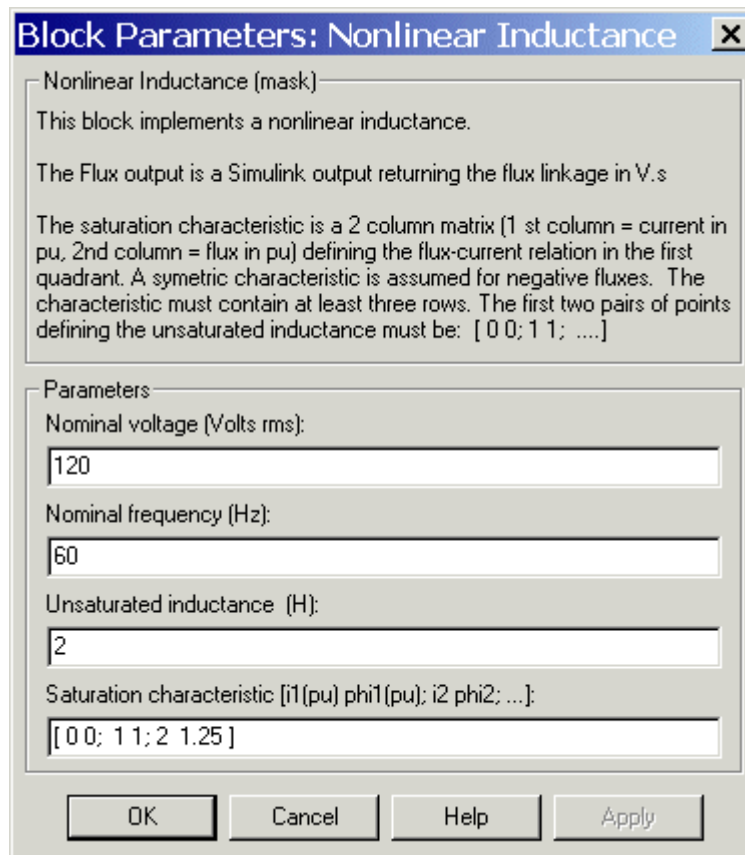 Block Parameters: Nonlinear Inductance
Nonlinear Inductance (mask)
This block implements a nonlinear inductance.
The Flux output is a Simulink output returning the flux linkage in V.s
The saturation characteristic is a 2 column matrix (1 st column = current in
pu, 2nd column = flux in pu) defining the flux-current relation in the first
quadrant. A symetric characteristic is assumed for negative fluxes.  The
characteristic must contain at least three rows. The first two pairs of points
defining the unsaturated inductance must be:  [ 0 0; 1 1;  ....]
Parameters
Nominal voltage (Volts rms):
120
Nominal frequency (Hz):
60
Unsaturated inductance  (H):
2
Saturation characteristic [i1(pu) phi1(pu); i2 phi2; ...]:
[ 0 0;  1 1; 2  1.25 ]
OK Cancel Help Apply